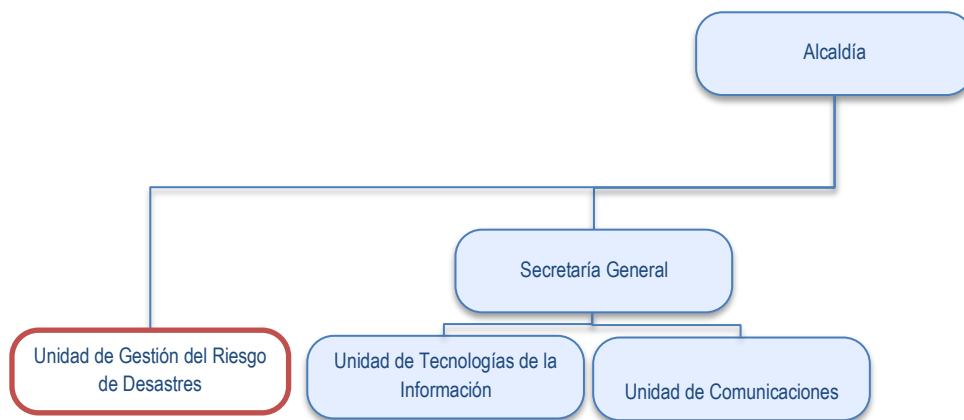 Alcaldía
Secretaría General
Unidad de Gestión del Riesgo
de Desastres
Unidad de Tecnologías de la
Información
Unidad de Comunicaciones